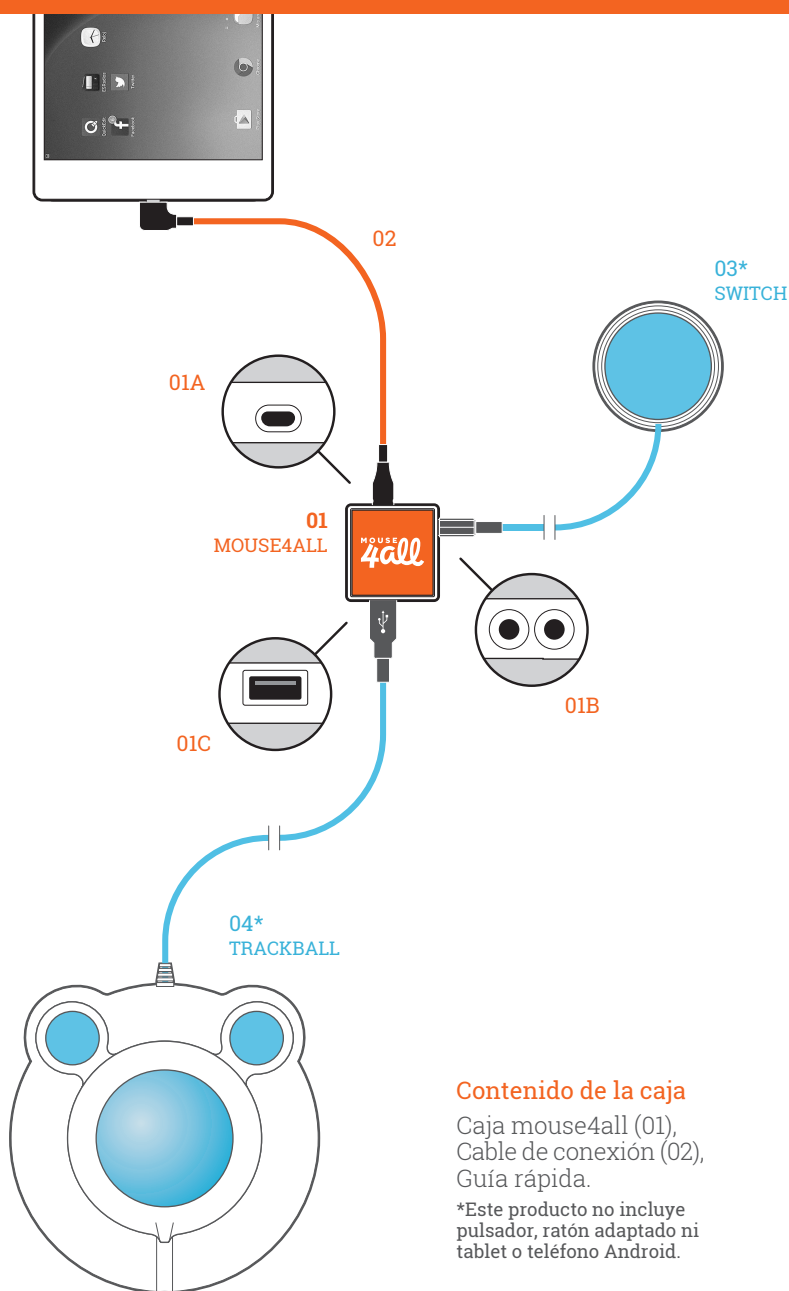 02
03*
SWITCH
01A
01
MOUSE4ALL
MOUSE
4all
01B
01C
04*
TRACKBALL
Contenido de la caja
Caja mouse4all (01),
Cable de conexión (02),
Guía rápida.
*Este producto no incluye
pulsador, ratón adaptado ni
tablet o teléfono Android.